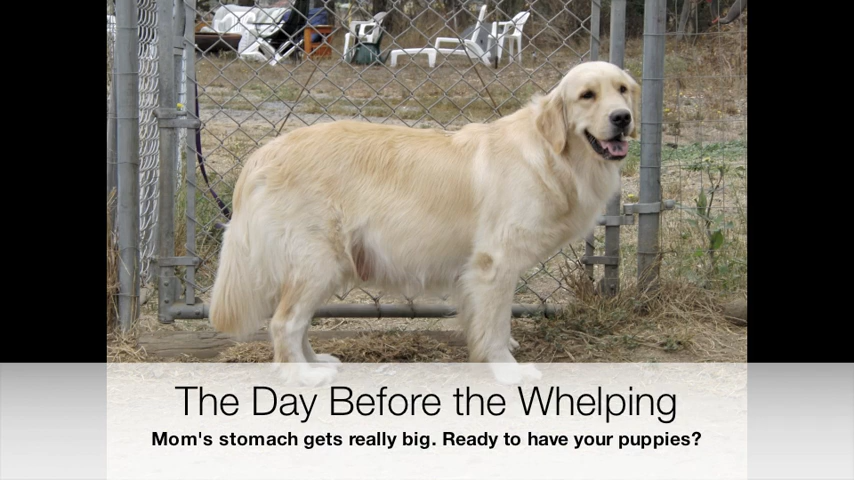 The Day Before the Whelping
Mom's stomach gets really big. Ready to have your puppies?